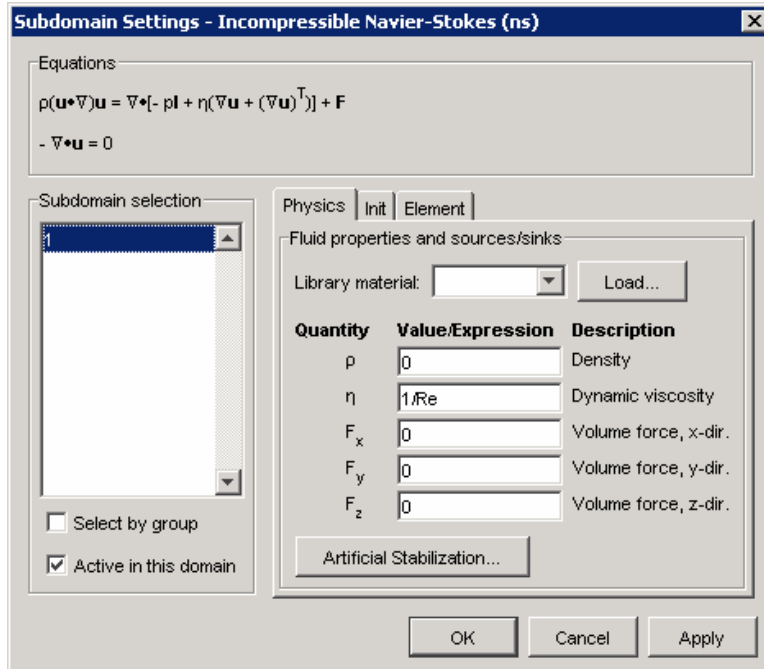 Subdomain Settings - Incompressible Navier-Stokes (ns)
Equations
ρ(u•∇)u = ∇•[- pI + η(∇u + (∇u)ᵀ)] + F
- ∇•u = 0
Subdomain selection
1
Select by group
Active in this domain
Physics Init Element
Fluid properties and sources/sinks
Library material: Load...
Quantity Value/Expression Description
ρ 0 Density
η 1/Re Dynamic viscosity
Fx 0 Volume force, x-dir.
Fy 0 Volume force, y-dir.
Fz 0 Volume force, z-dir.
Artificial Stabilization...
OK Cancel Apply